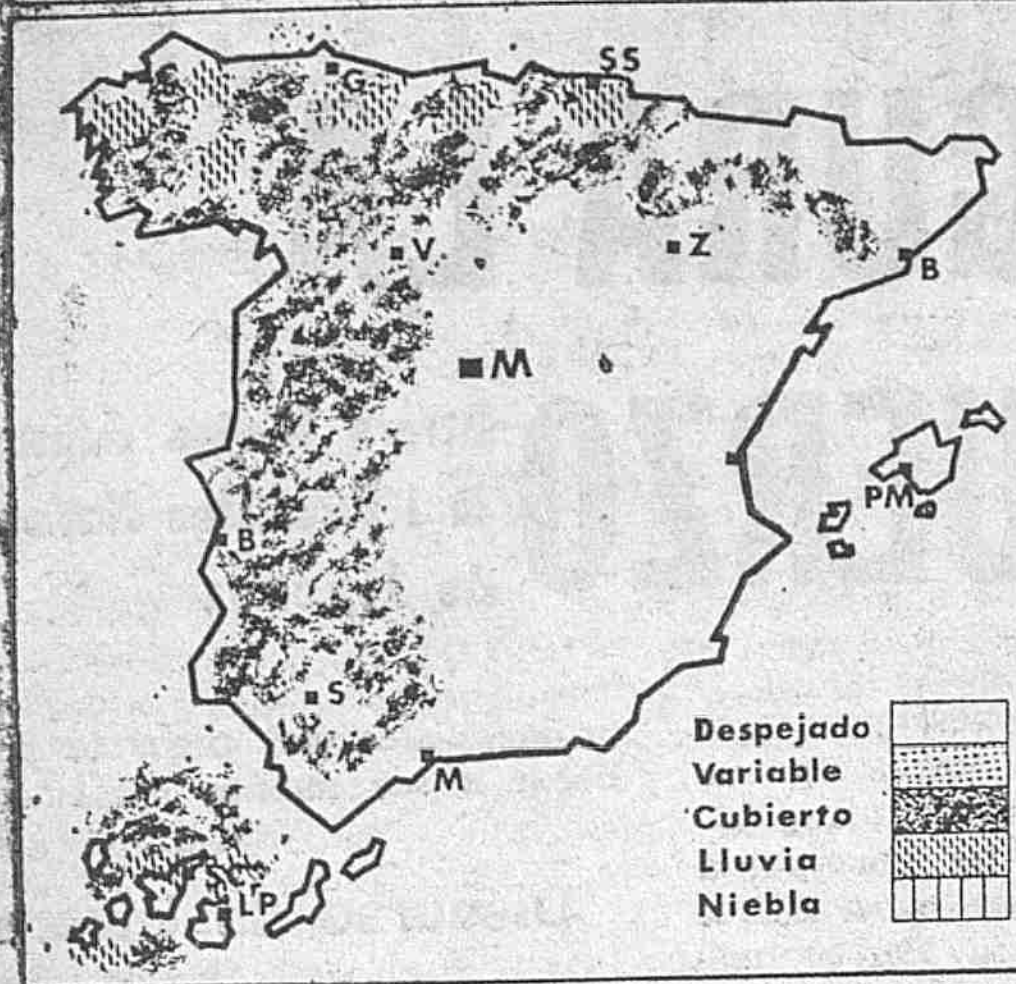 SS
G
V
Z
B
M
PM
B
S
M
LP
Despejado
Variable
Cubierto
Lluvia
Niebla